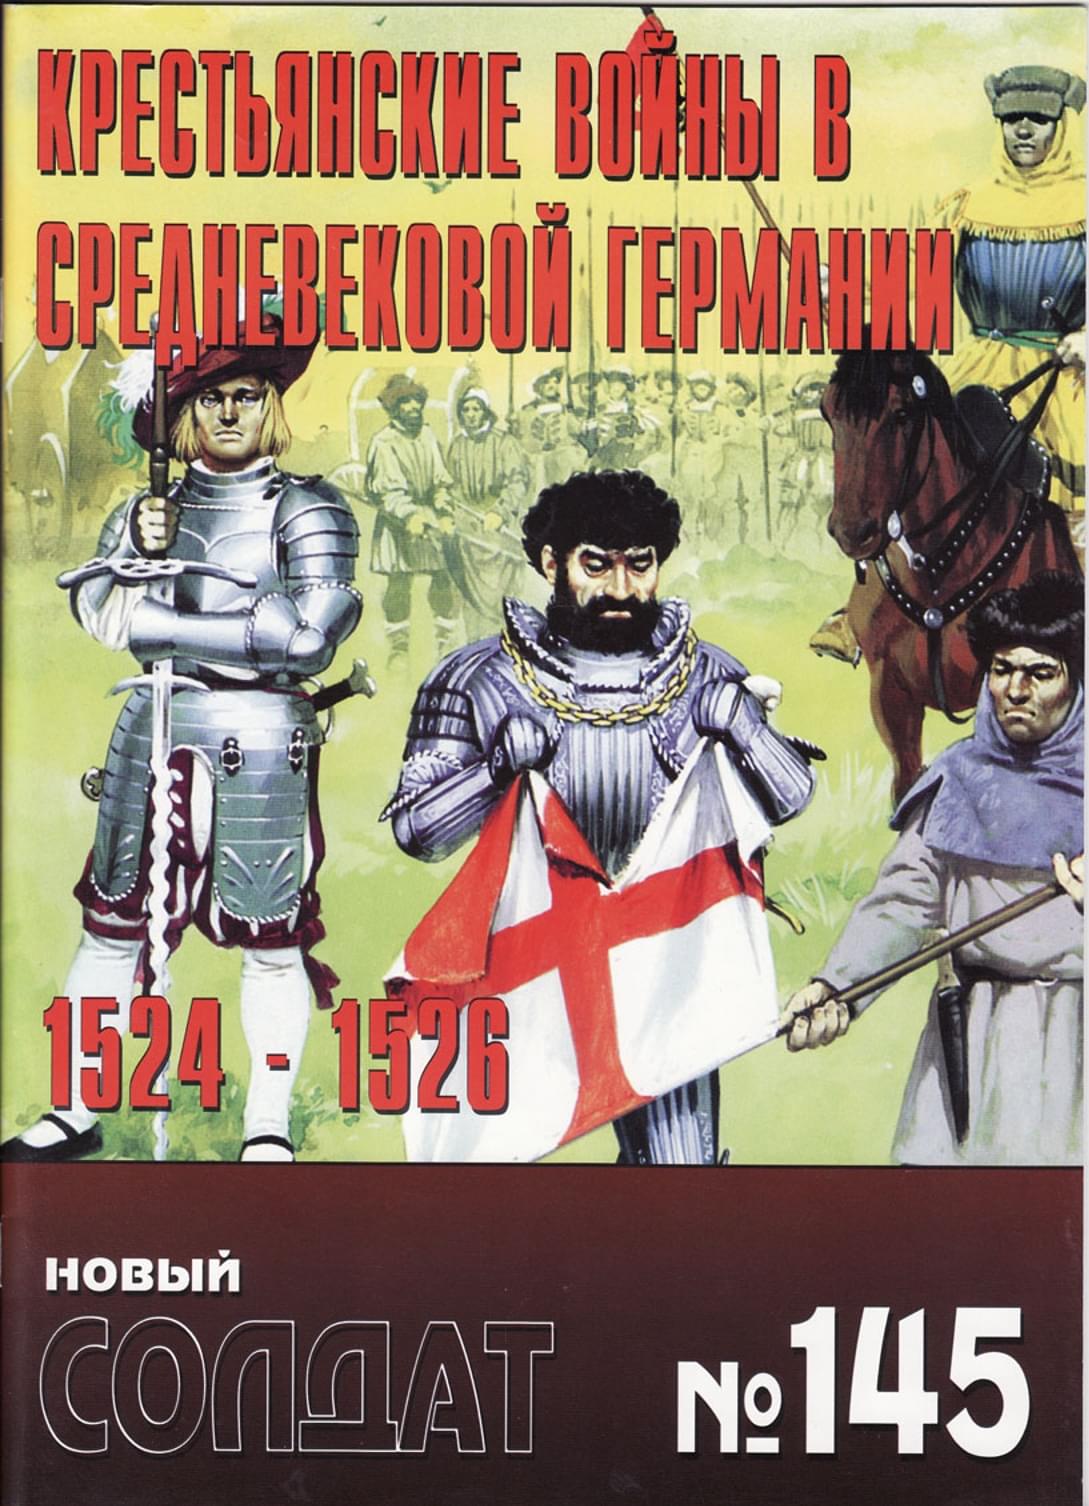 КРЕСТЬЯНСКИЕ ВОЙНЫ В
СРЕДНЕВЕКОВОЙ ГЕРМАНИИ
1524 - 1526
НОВЫЙ
СОЛДАТ
№145